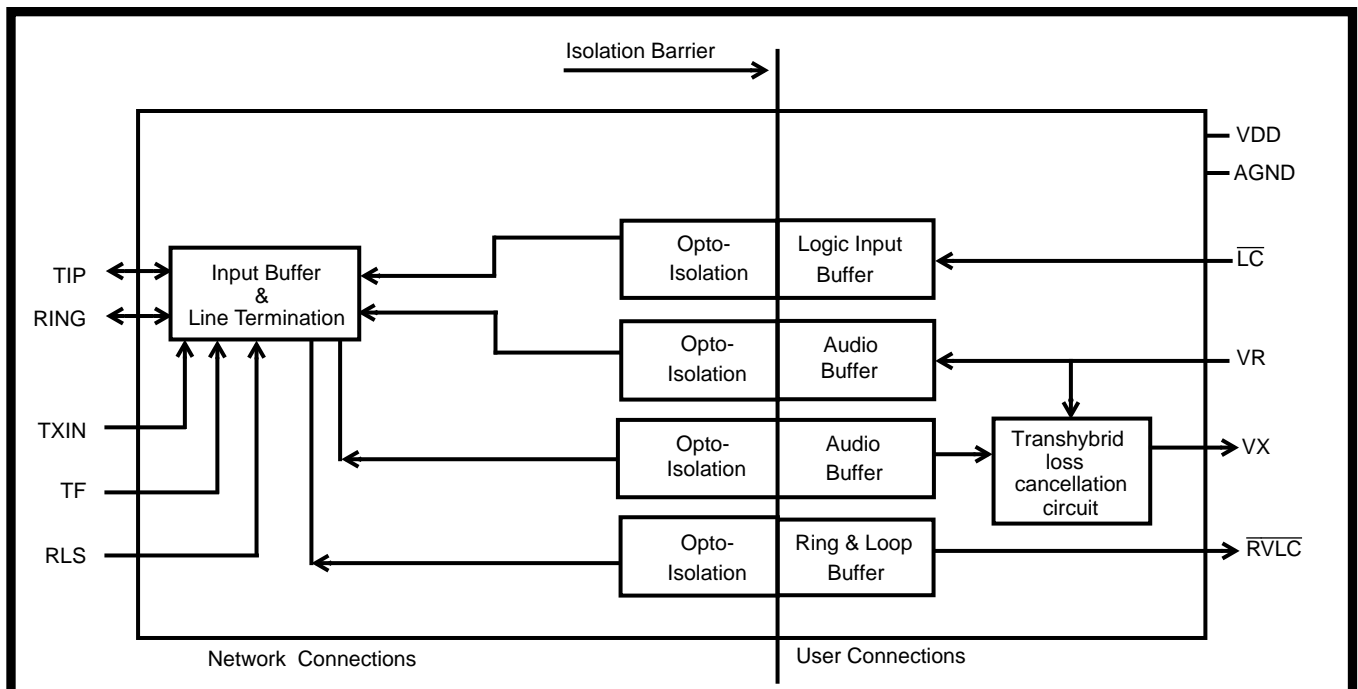 Isolation Barrier
VDD
AGND
TIP
RING
Input Buffer
&
Line Termination
Opto-
Isolation
Logic Input
Buffer
L̅C̅
Opto-
Isolation
Audio
Buffer
VR
TXIN
TF
RLS
Opto-
Isolation
Audio
Buffer
Transhybrid
loss
cancellation
circuit
VX
Opto-
Isolation
Ring & Loop
Buffer
R̅V̅L̅C̅
Network Connections
User Connections